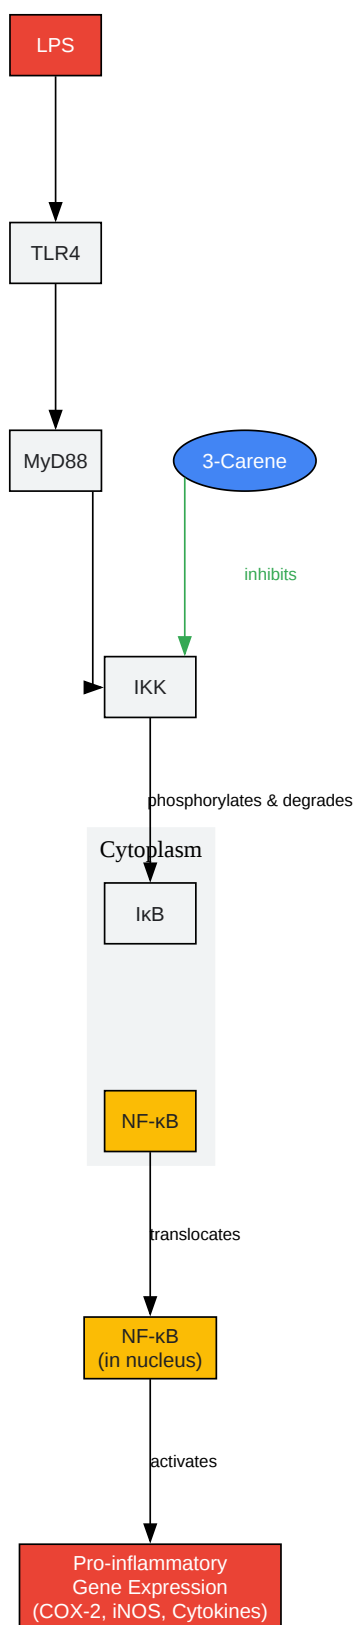 LPS
TLR4
MyD88
3-Carene
inhibits
IKK
phosphorylates & degrades
Cytoplasm
IκB
NF-κB
translocates
NF-κB
(in nucleus)
activates
Pro-inflammatory
Gene Expression
(COX-2, iNOS, Cytokines)